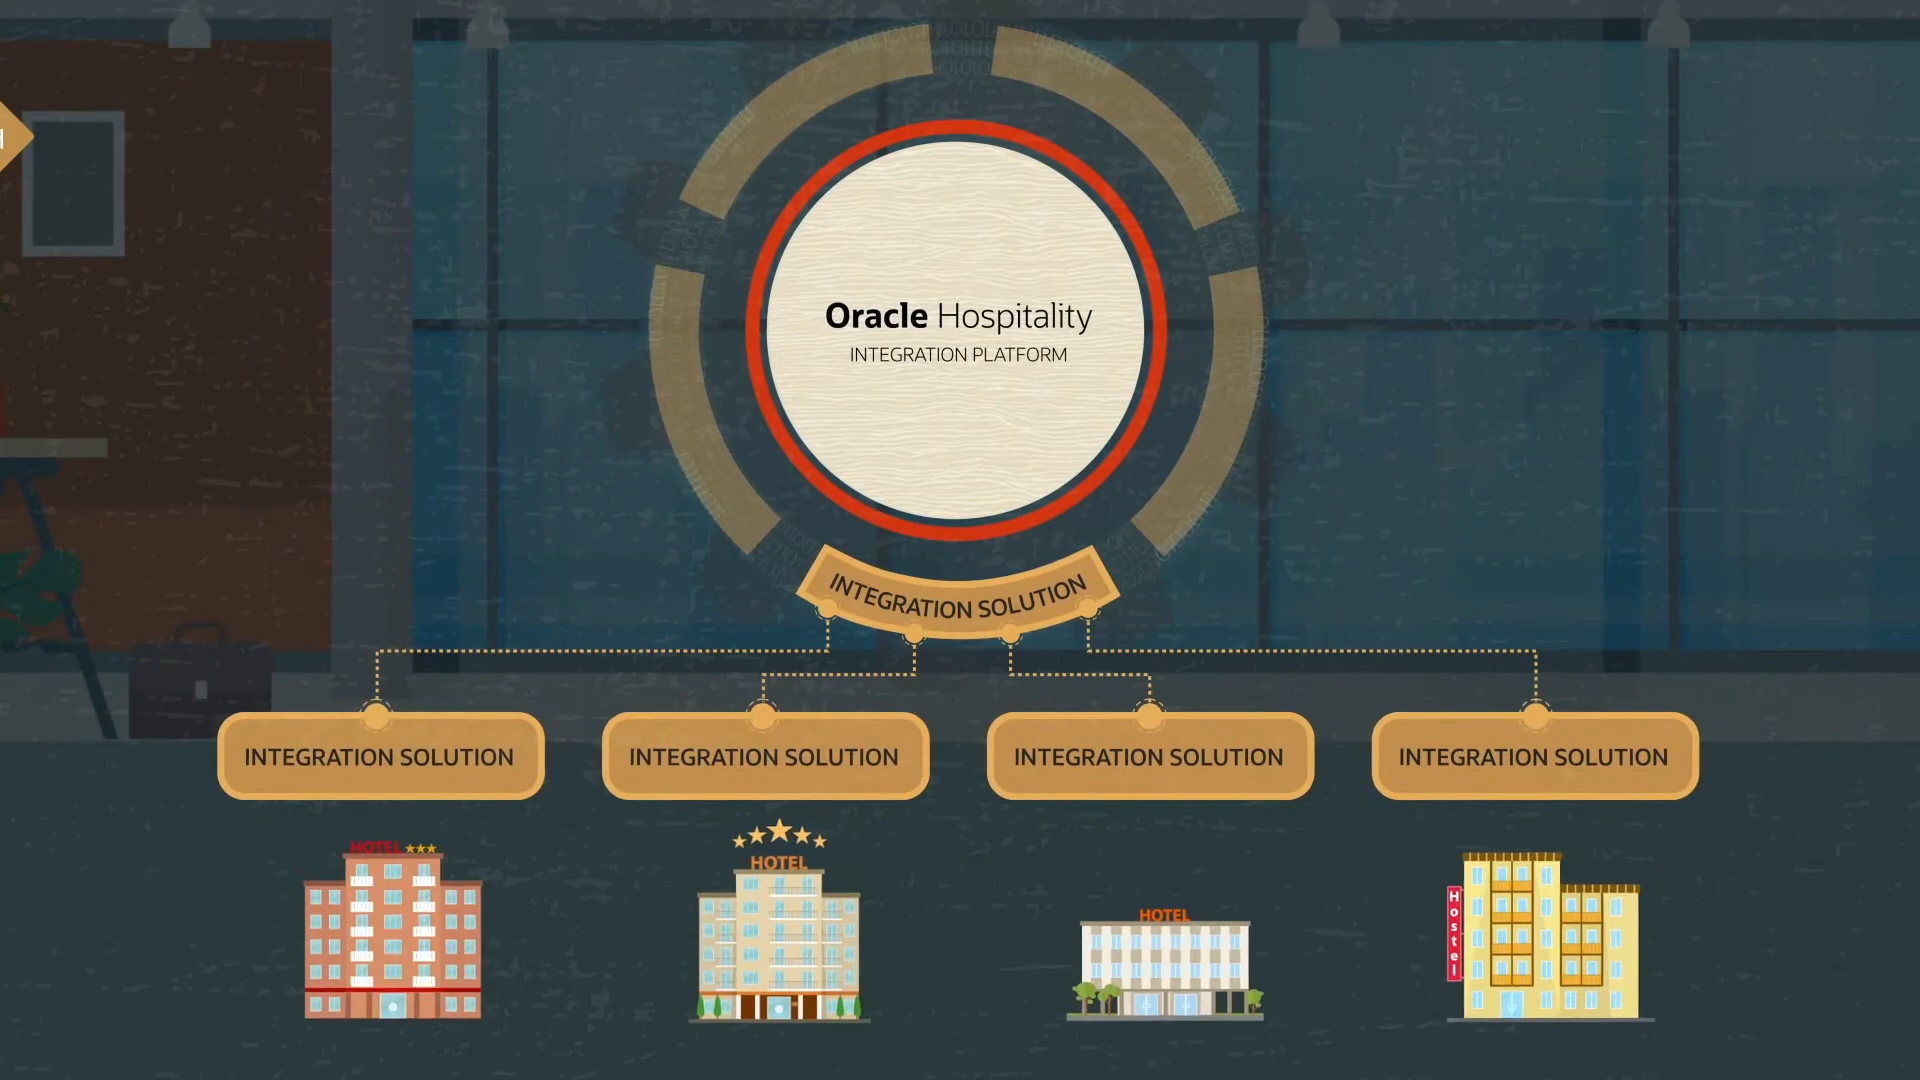 Oracle Hospitality
INTEGRATION PLATFORM
INTEGRATION SOLUTION
INTEGRATION SOLUTION
INTEGRATION SOLUTION
INTEGRATION SOLUTION
INTEGRATION SOLUTION
HOTEL
HOTEL
HOTEL
Hostel